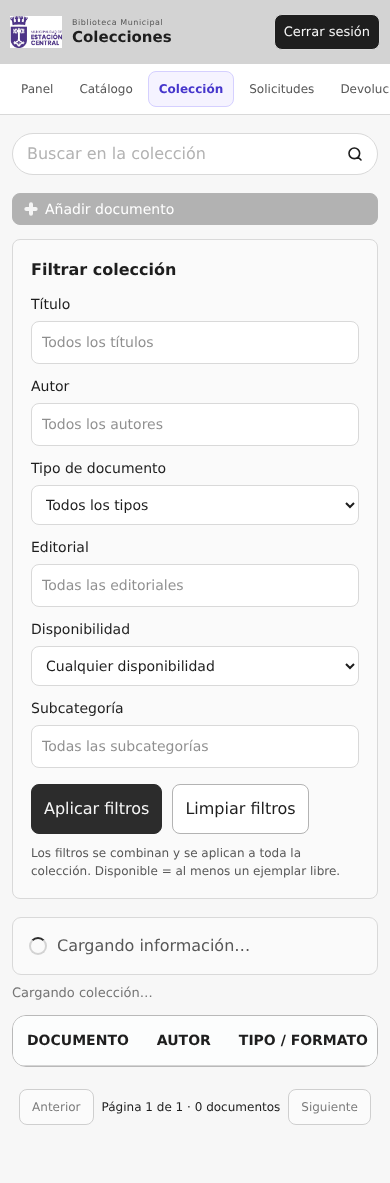 ESTACIÓN
CENTRAL
Biblioteca Municipal
Colecciones
Cerrar sesión
Panel
Catálogo
Colección
Solicitudes
Devoluc
Buscar en la colección
Añadir documento
Filtrar colección
Título
Todos los títulos
Autor
Todos los autores
Tipo de documento
Todos los tipos
Editorial
Todas las editoriales
Disponibilidad
Cualquier disponibilidad
Subcategoría
Todas las subcategorías
Aplicar filtros
Limpiar filtros
Los filtros se combinan y se aplican a toda la
colección. Disponible = al menos un ejemplar libre.
Cargando información…
Cargando colección…
DOCUMENTO AUTOR TIPO / FORMATO
Anterior
Página 1 de 1 · 0 documentos
Siguiente